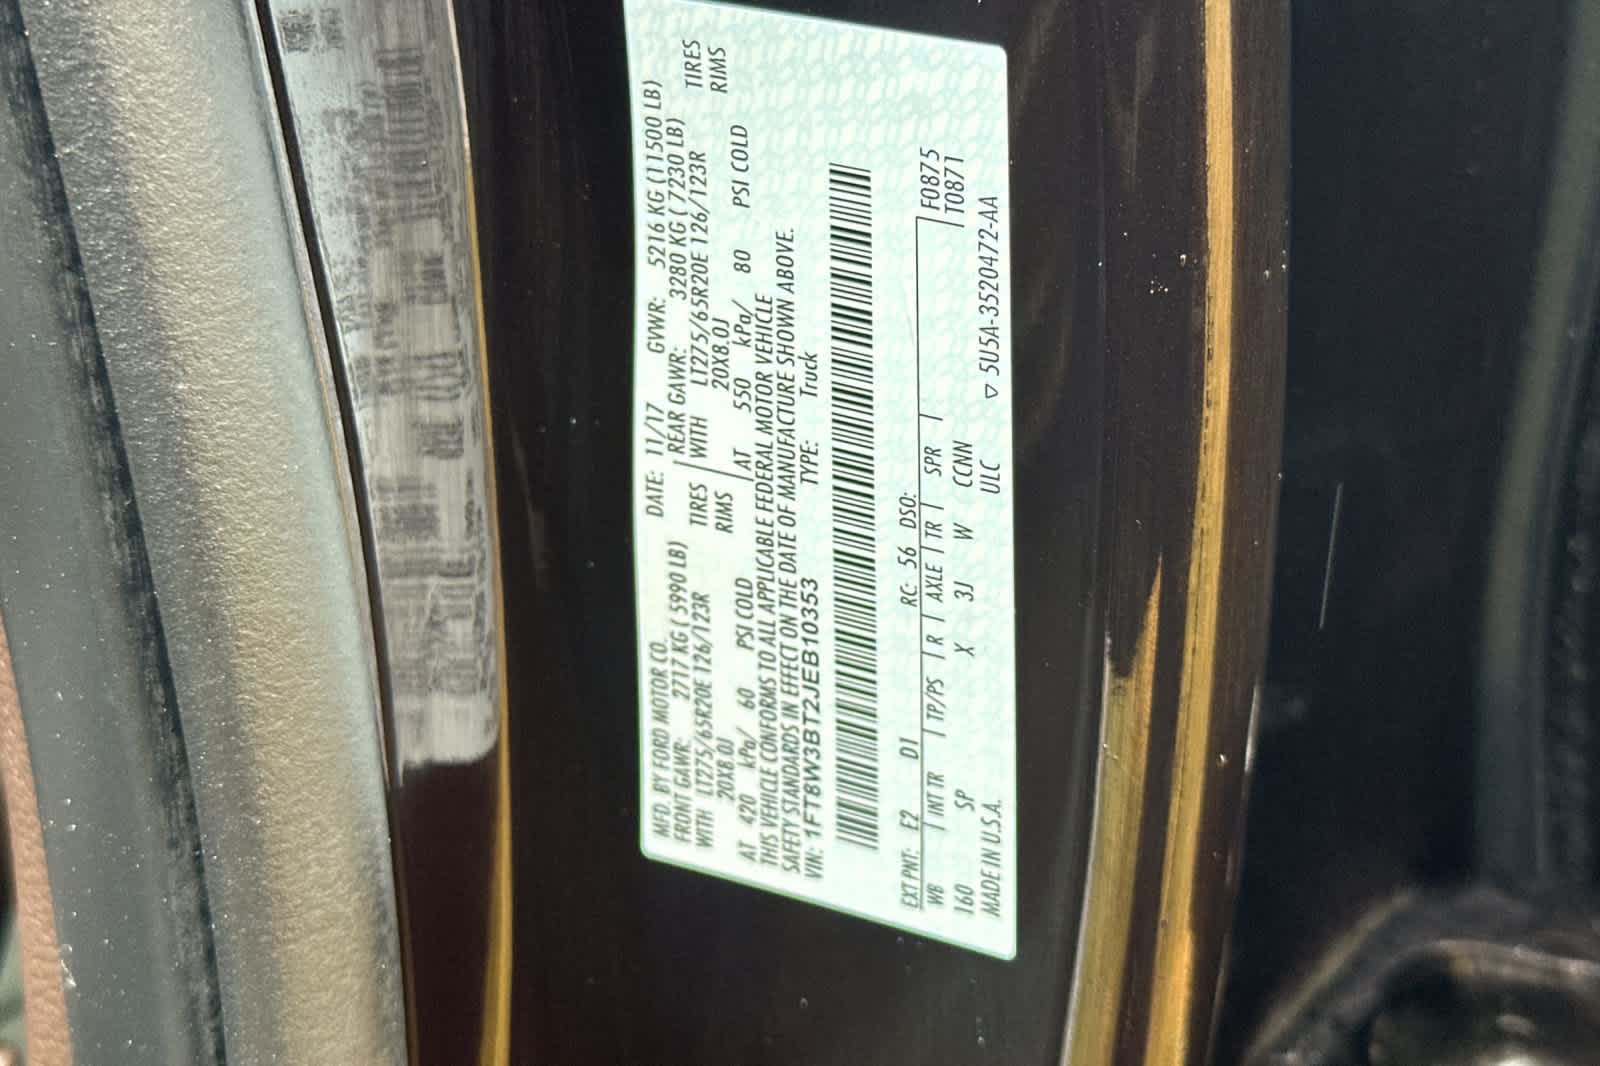 MFD. BY FORD MOTOR CO.
DATE: 11/17 GVWR: 5216 KG (11500 LB)
FRONT GAWR: 2717 KG ( 5990 LB) REAR GAWR: 3280 KG ( 7230 LB)
WITH LT275/65R20E 126/123R TIRES WITH LT275/65R20E 126/123R TIRES
20X8.0J RIMS 20X8.0J RIMS
AT 420 kPa/ 60 PSI COLD AT 550 kPa/ 80 PSI COLD
THIS VEHICLE CONFORMS TO ALL APPLICABLE FEDERAL MOTOR VEHICLE
SAFETY STANDARDS IN EFFECT ON THE DATE OF MANUFACTURE SHOWN ABOVE.
VIN: 1FT8W3BT2JEB10353 TYPE: Truck
EXT PNT: E2 D1 RC: 56 DSO: F0875
WB INT TR TP/PS R AXLE TR SPR T0871
160 SP X 3J W CCNN
MADE IN U.S.A. ULC ▽ 5U5A-3520472-AA